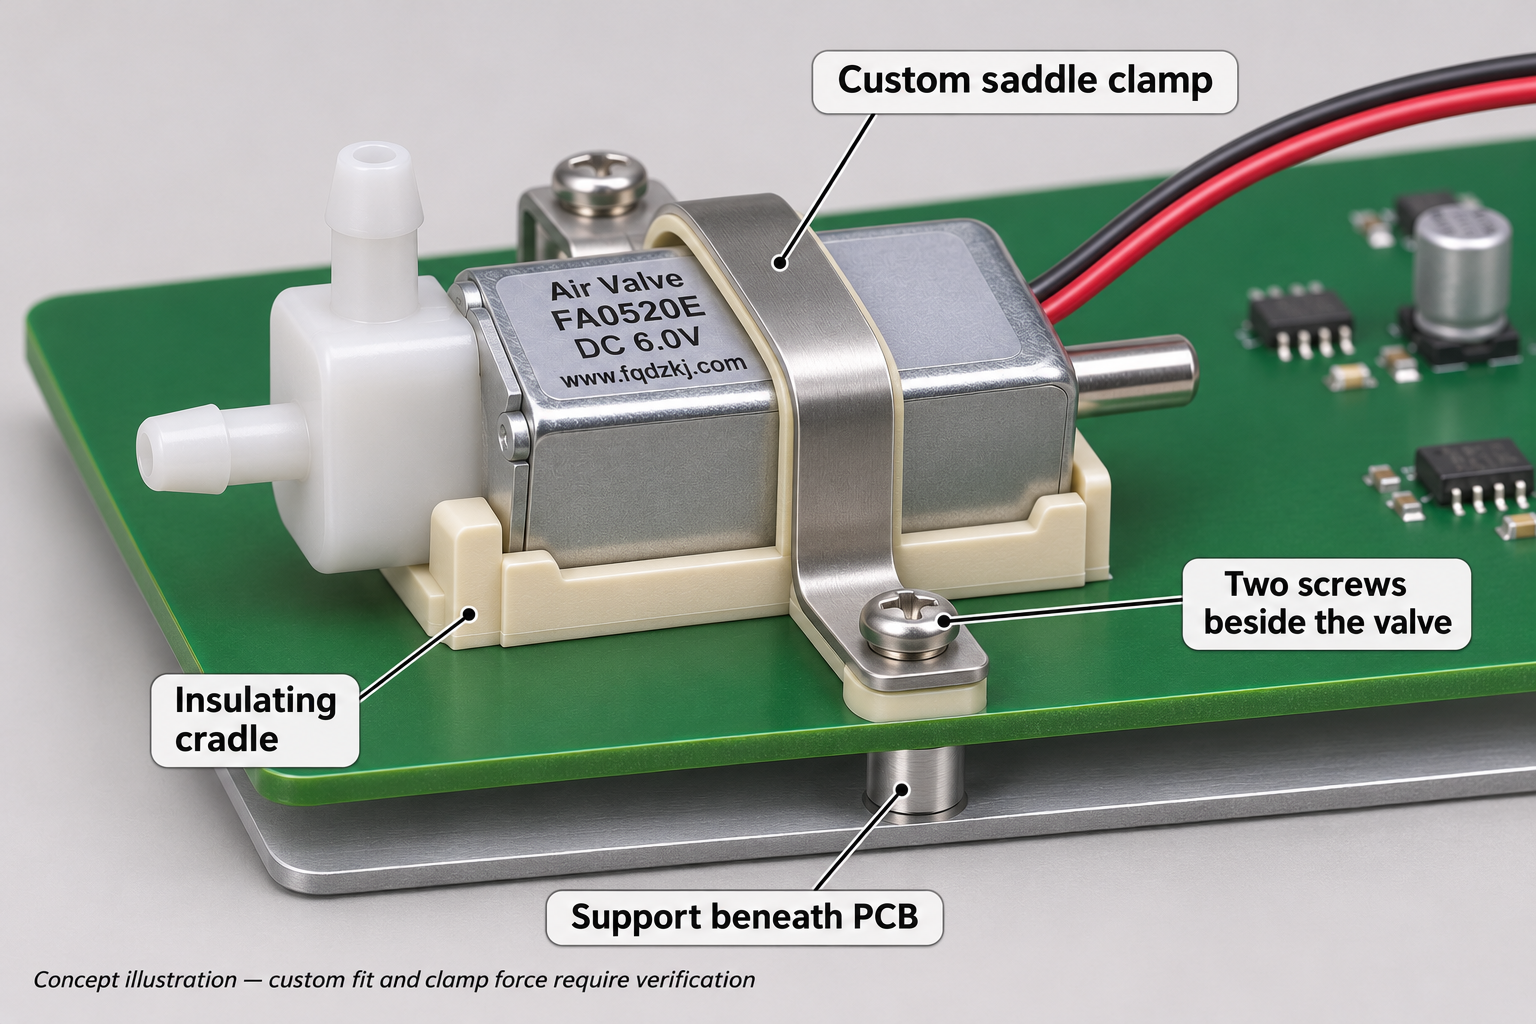 Custom saddle clamp
Air Valve
FA0520E
DC 6.0V
www.fqdzkj.com
Two screws
beside the valve
Insulating
cradle
Support beneath PCB
Concept illustration — custom fit and clamp force require verification